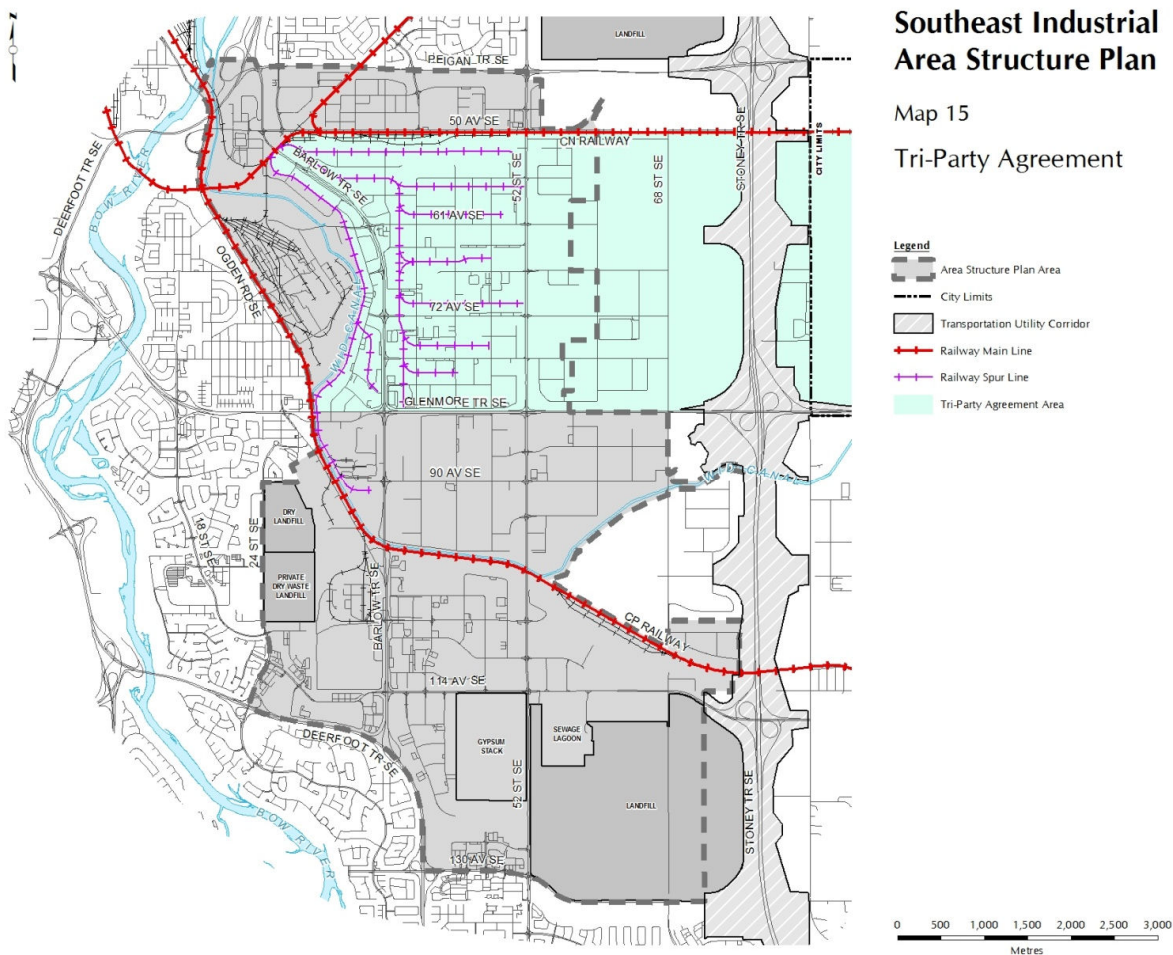 Southeast Industrial
Area Structure Plan
Map 15
Tri-Party Agreement
Legend
Area Structure Plan Area
City Limits
Transportation Utility Corridor
Railway Main Line
Railway Spur Line
Tri-Party Agreement Area
0 500 1,000 1,500 2,000 2,500 3,000
Metres
LANDFILL
PEIGAN TR SE
50 AV SE
CN RAILWAY
DEERFOOT TR SE
BOW RIVER
BARLOW TR SE
52 ST SE
68 ST SE
STONEY TR SE
CITY LIMITS
61 AV SE
OGDEN RD SE
W I D CANAL
72 AV SE
GLENMORE TR SE
90 AV SE
W I D CANAL
18 ST SE
24 ST SE
DRY
LANDFILL
PRIVATE
DRY WASTE
LANDFILL
BARLOW TR SE
CP RAILWAY
114 AV SE
DEERFOOT TR SE
GYPSUM
STACK
52 ST SE
SEWAGE
LAGOON
LANDFILL
STONEY TR SE
BOW RIVER
130 AV SE